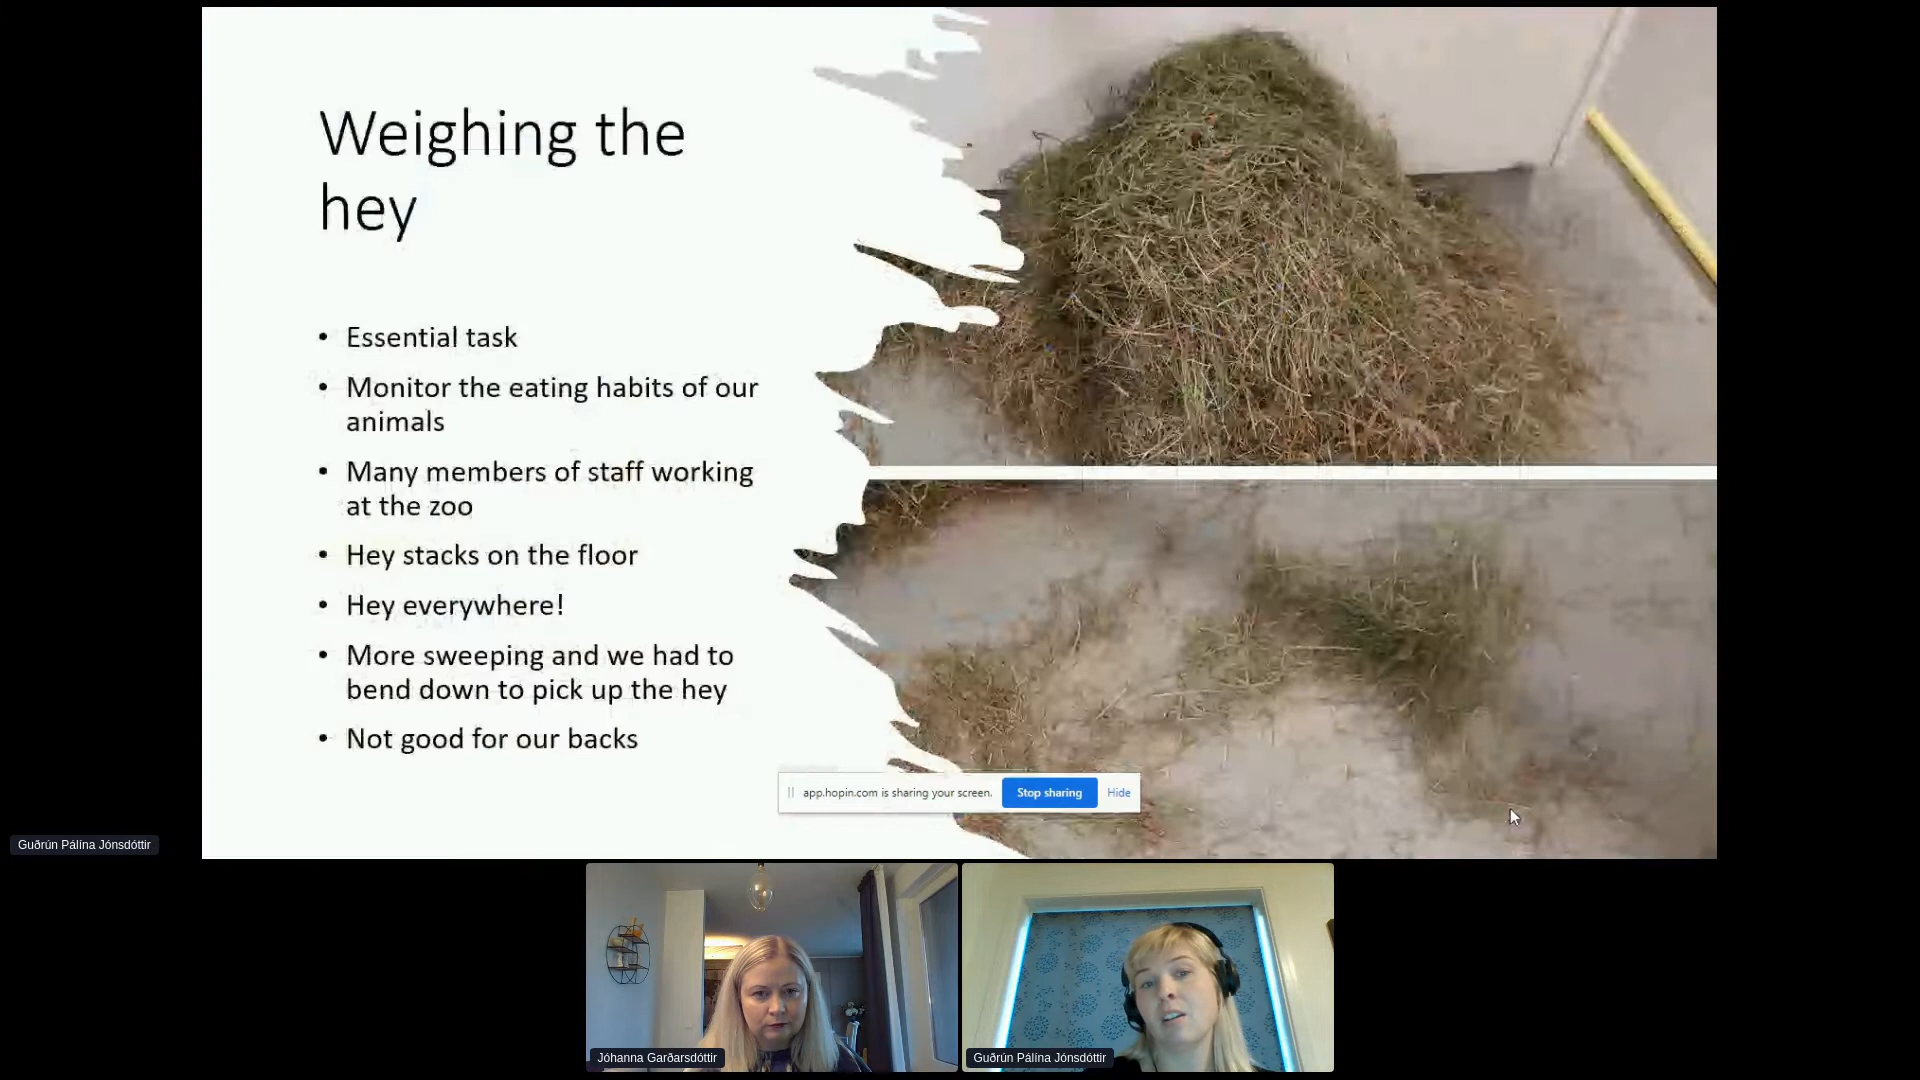 Weighing the
hey
• Essential task
• Monitor the eating habits of our
animals
• Many members of staff working
at the zoo
• Hey stacks on the floor
• Hey everywhere!
• More sweeping and we had to
bend down to pick up the hey
• Not good for our backs
app.hopin.com is sharing your screen.
Stop sharing
Hide
Guðrún Pálína Jónsdóttir
Jóhanna Garðarsdóttir
Guðrún Pálína Jónsdóttir